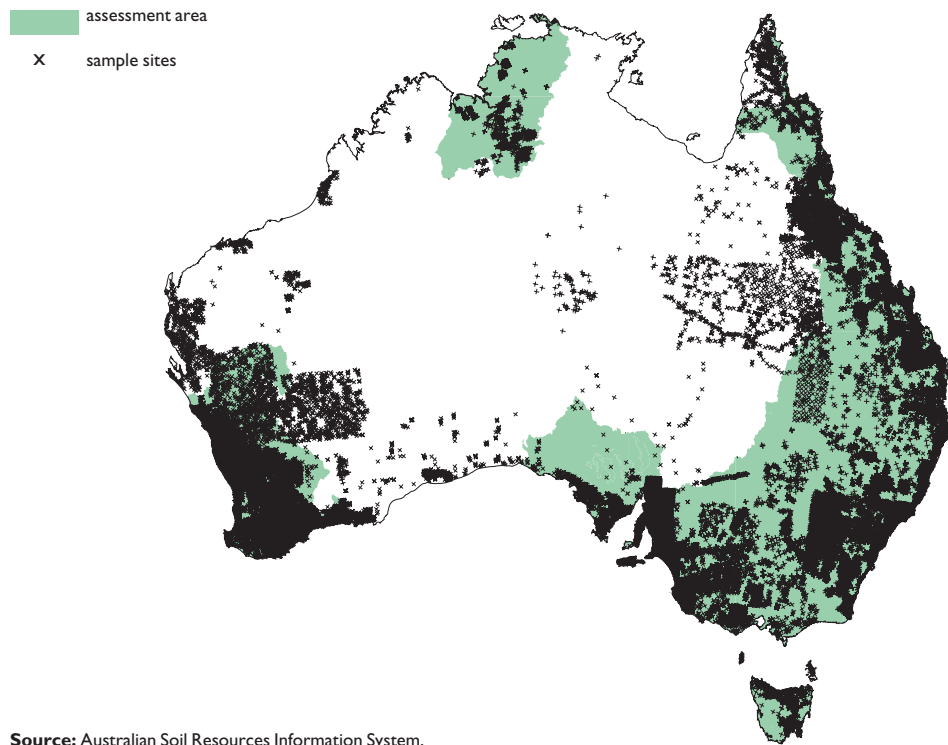 assessment area
x sample sites
Source: Australian Soil Resources Information System.